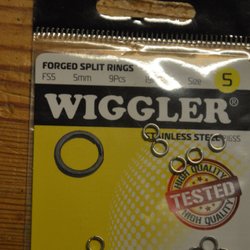 FORGED SPLIT RINGS
FSS 5mm 9Pcs Size 5
WIGGLER®
STAINLESS STEEL
HIGH QUALITY
TESTED
HIGH QUALITY